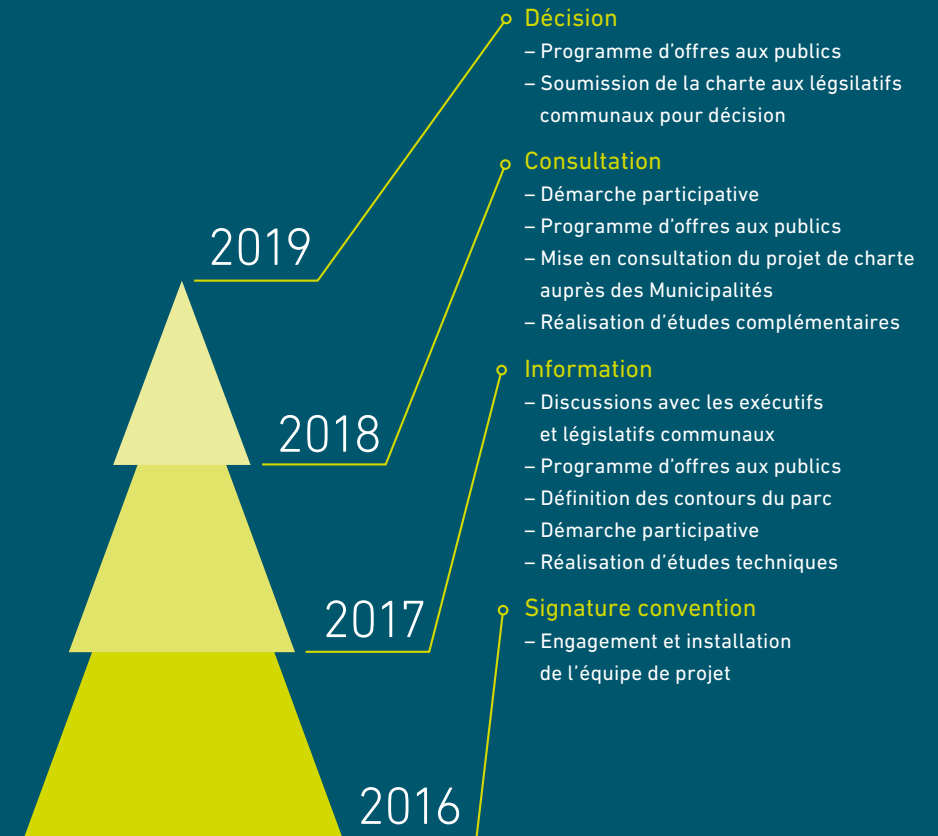 Décision
– Programme d'offres aux publics
– Soumission de la charte aux légsilatifs
communaux pour décision
Consultation
– Démarche participative
– Programme d'offres aux publics
– Mise en consultation du projet de charte
auprès des Municipalités
– Réalisation d'études complémentaires
2019
Information
– Discussions avec les exécutifs
et législatifs communaux
– Programme d'offres aux publics
– Définition des contours du parc
– Démarche participative
– Réalisation d'études techniques
2018
Signature convention
– Engagement et installation
de l'équipe de projet
2017
2016